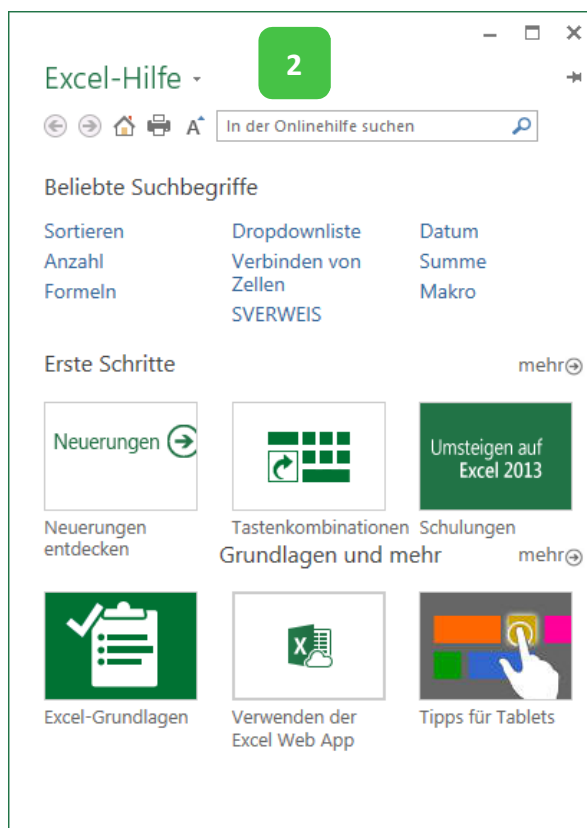 2
Excel-Hilfe
A
In der Onlinehilfe suchen
Beliebte Suchbegriffe
Sortieren
Anzahl
Formeln
Dropdownliste
Verbinden von
Zellen
SVERWEIS
Datum
Summe
Makro
Erste Schritte
mehr
Neuerungen
Neuerungen
entdecken
Tastenkombinationen
Umsteigen auf
Excel 2013
Schulungen
Grundlagen und mehr
mehr
Excel-Grundlagen
X
Verwenden der
Excel Web App
Tipps für Tablets